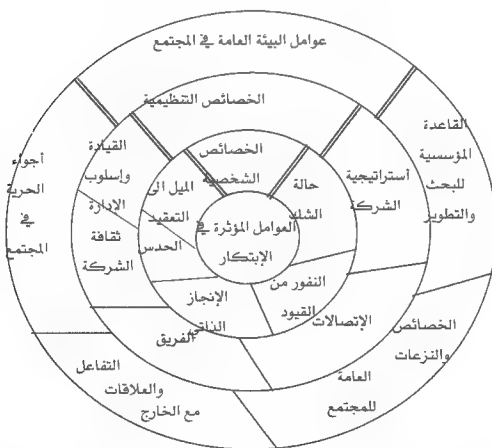 عوامل البيئة العامة في المجتمع
الخصائص التنظيمية
الخصائص
الشخصية
القاعدة
المؤسسية
للبحث
والتطوير
القيادة
وإسلوب
الإدارة
أجواء
الحرية
في
المجتمع
استراتيجية
الشركة
حالة
الشك
الميل الى
التعقيد
الحدس
العوامل المؤثرة في
الإبتكار
ثقافة
الشركة
النفور من
القيود
الإنجاز
الذاتي
الإتصالات
الفريق
الخصائص
والنزعات
العامة
للمجتمع
التفاعل
والعلاقات
مع الخارج